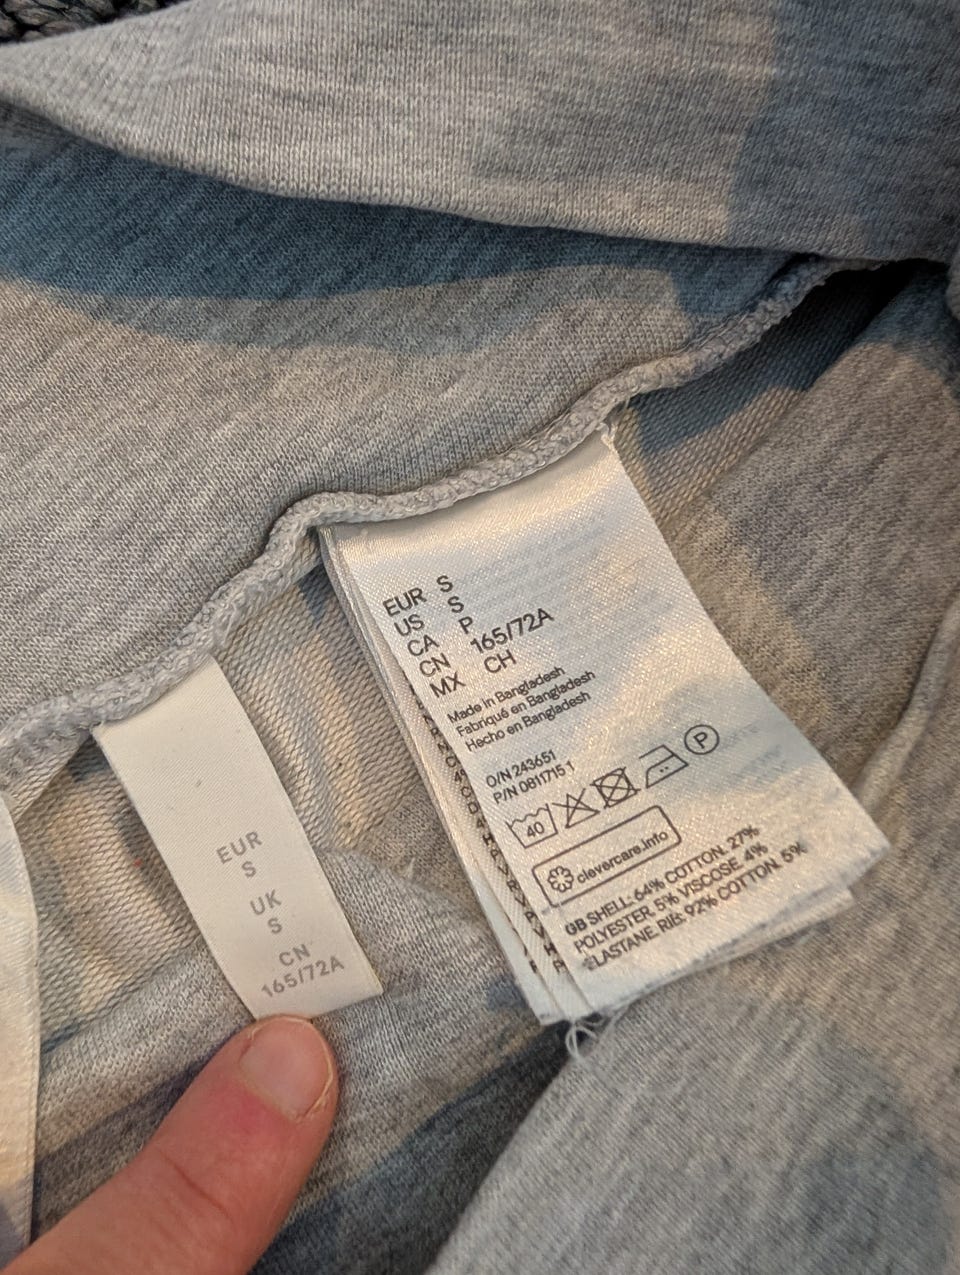 EUR
S
UK
S
CN
165/72A
EUR S
US S
CA P
CN 165/72A
MX CH
Made in Bangladesh
Fabriqué en Bangladesh
Hecho en Bangladesh
O/N 243651
P/N 0811715 1
40 P
clevercare.info
GB SHELL: 64% COTTON. 27%
POLYESTER. 5% VISCOSE. 4%
ELASTANE. RIB: 92% COTTON. 5%